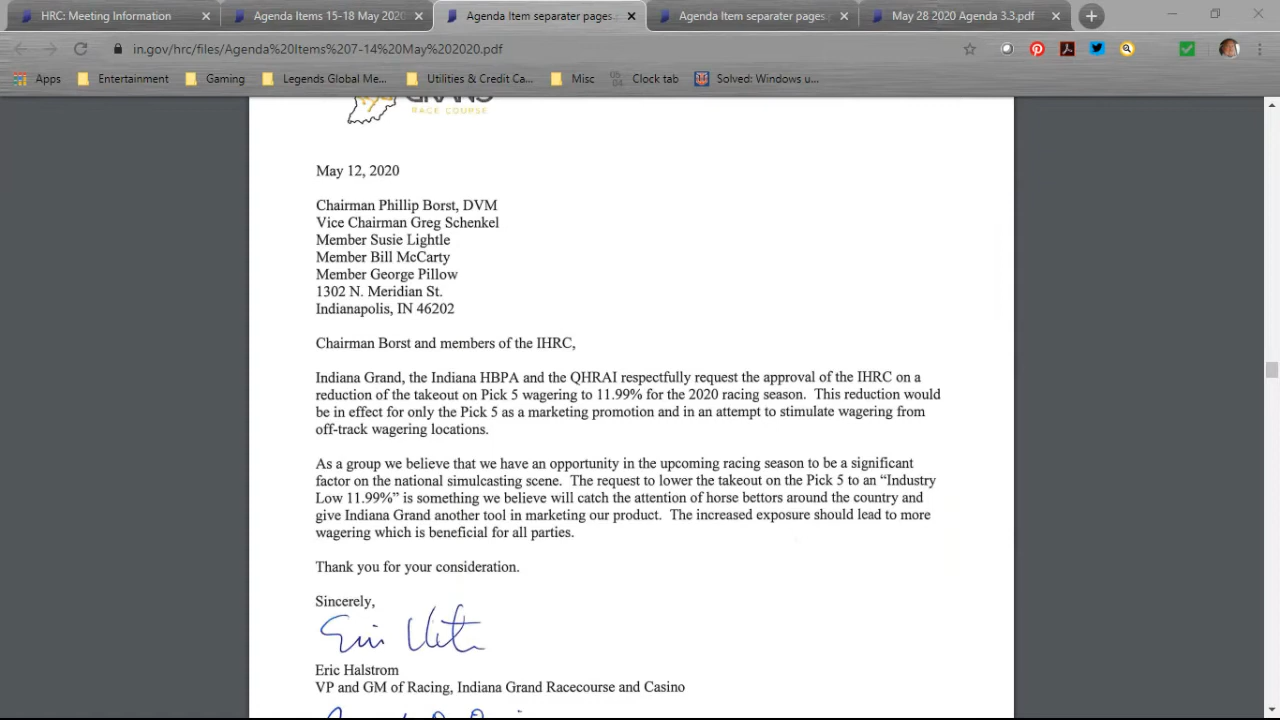 HRC: Meeting Information
Agenda Items 15-18 May 2020
Agenda Item separater pages.
Agenda Item separater pages.
May 28 2020 Agenda 3.3.pdf
in.gov/hrc/files/Agenda%20Items%207-14%20May%202020.pdf
Apps Entertainment Gaming Legends Global Me... Utilities & Credit Ca... Misc Clock tab Solved: Windows u...
GRAND
RACE COURSE
May 12, 2020
Chairman Phillip Borst, DVM
Vice Chairman Greg Schenkel
Member Susie Lightle
Member Bill McCarty
Member George Pillow
1302 N. Meridian St.
Indianapolis, IN 46202
Chairman Borst and members of the IHRC,
Indiana Grand, the Indiana HBPA and the QHRAI respectfully request the approval of the IHRC on a
reduction of the takeout on Pick 5 wagering to 11.99% for the 2020 racing season. This reduction would
be in effect for only the Pick 5 as a marketing promotion and in an attempt to stimulate wagering from
off-track wagering locations.
As a group we believe that we have an opportunity in the upcoming racing season to be a significant
factor on the national simulcasting scene. The request to lower the takeout on the Pick 5 to an “Industry
Low 11.99%” is something we believe will catch the attention of horse bettors around the country and
give Indiana Grand another tool in marketing our product. The increased exposure should lead to more
wagering which is beneficial for all parties.
Thank you for your consideration.
Sincerely,
Eric Halstrom
VP and GM of Racing, Indiana Grand Racecourse and Casino